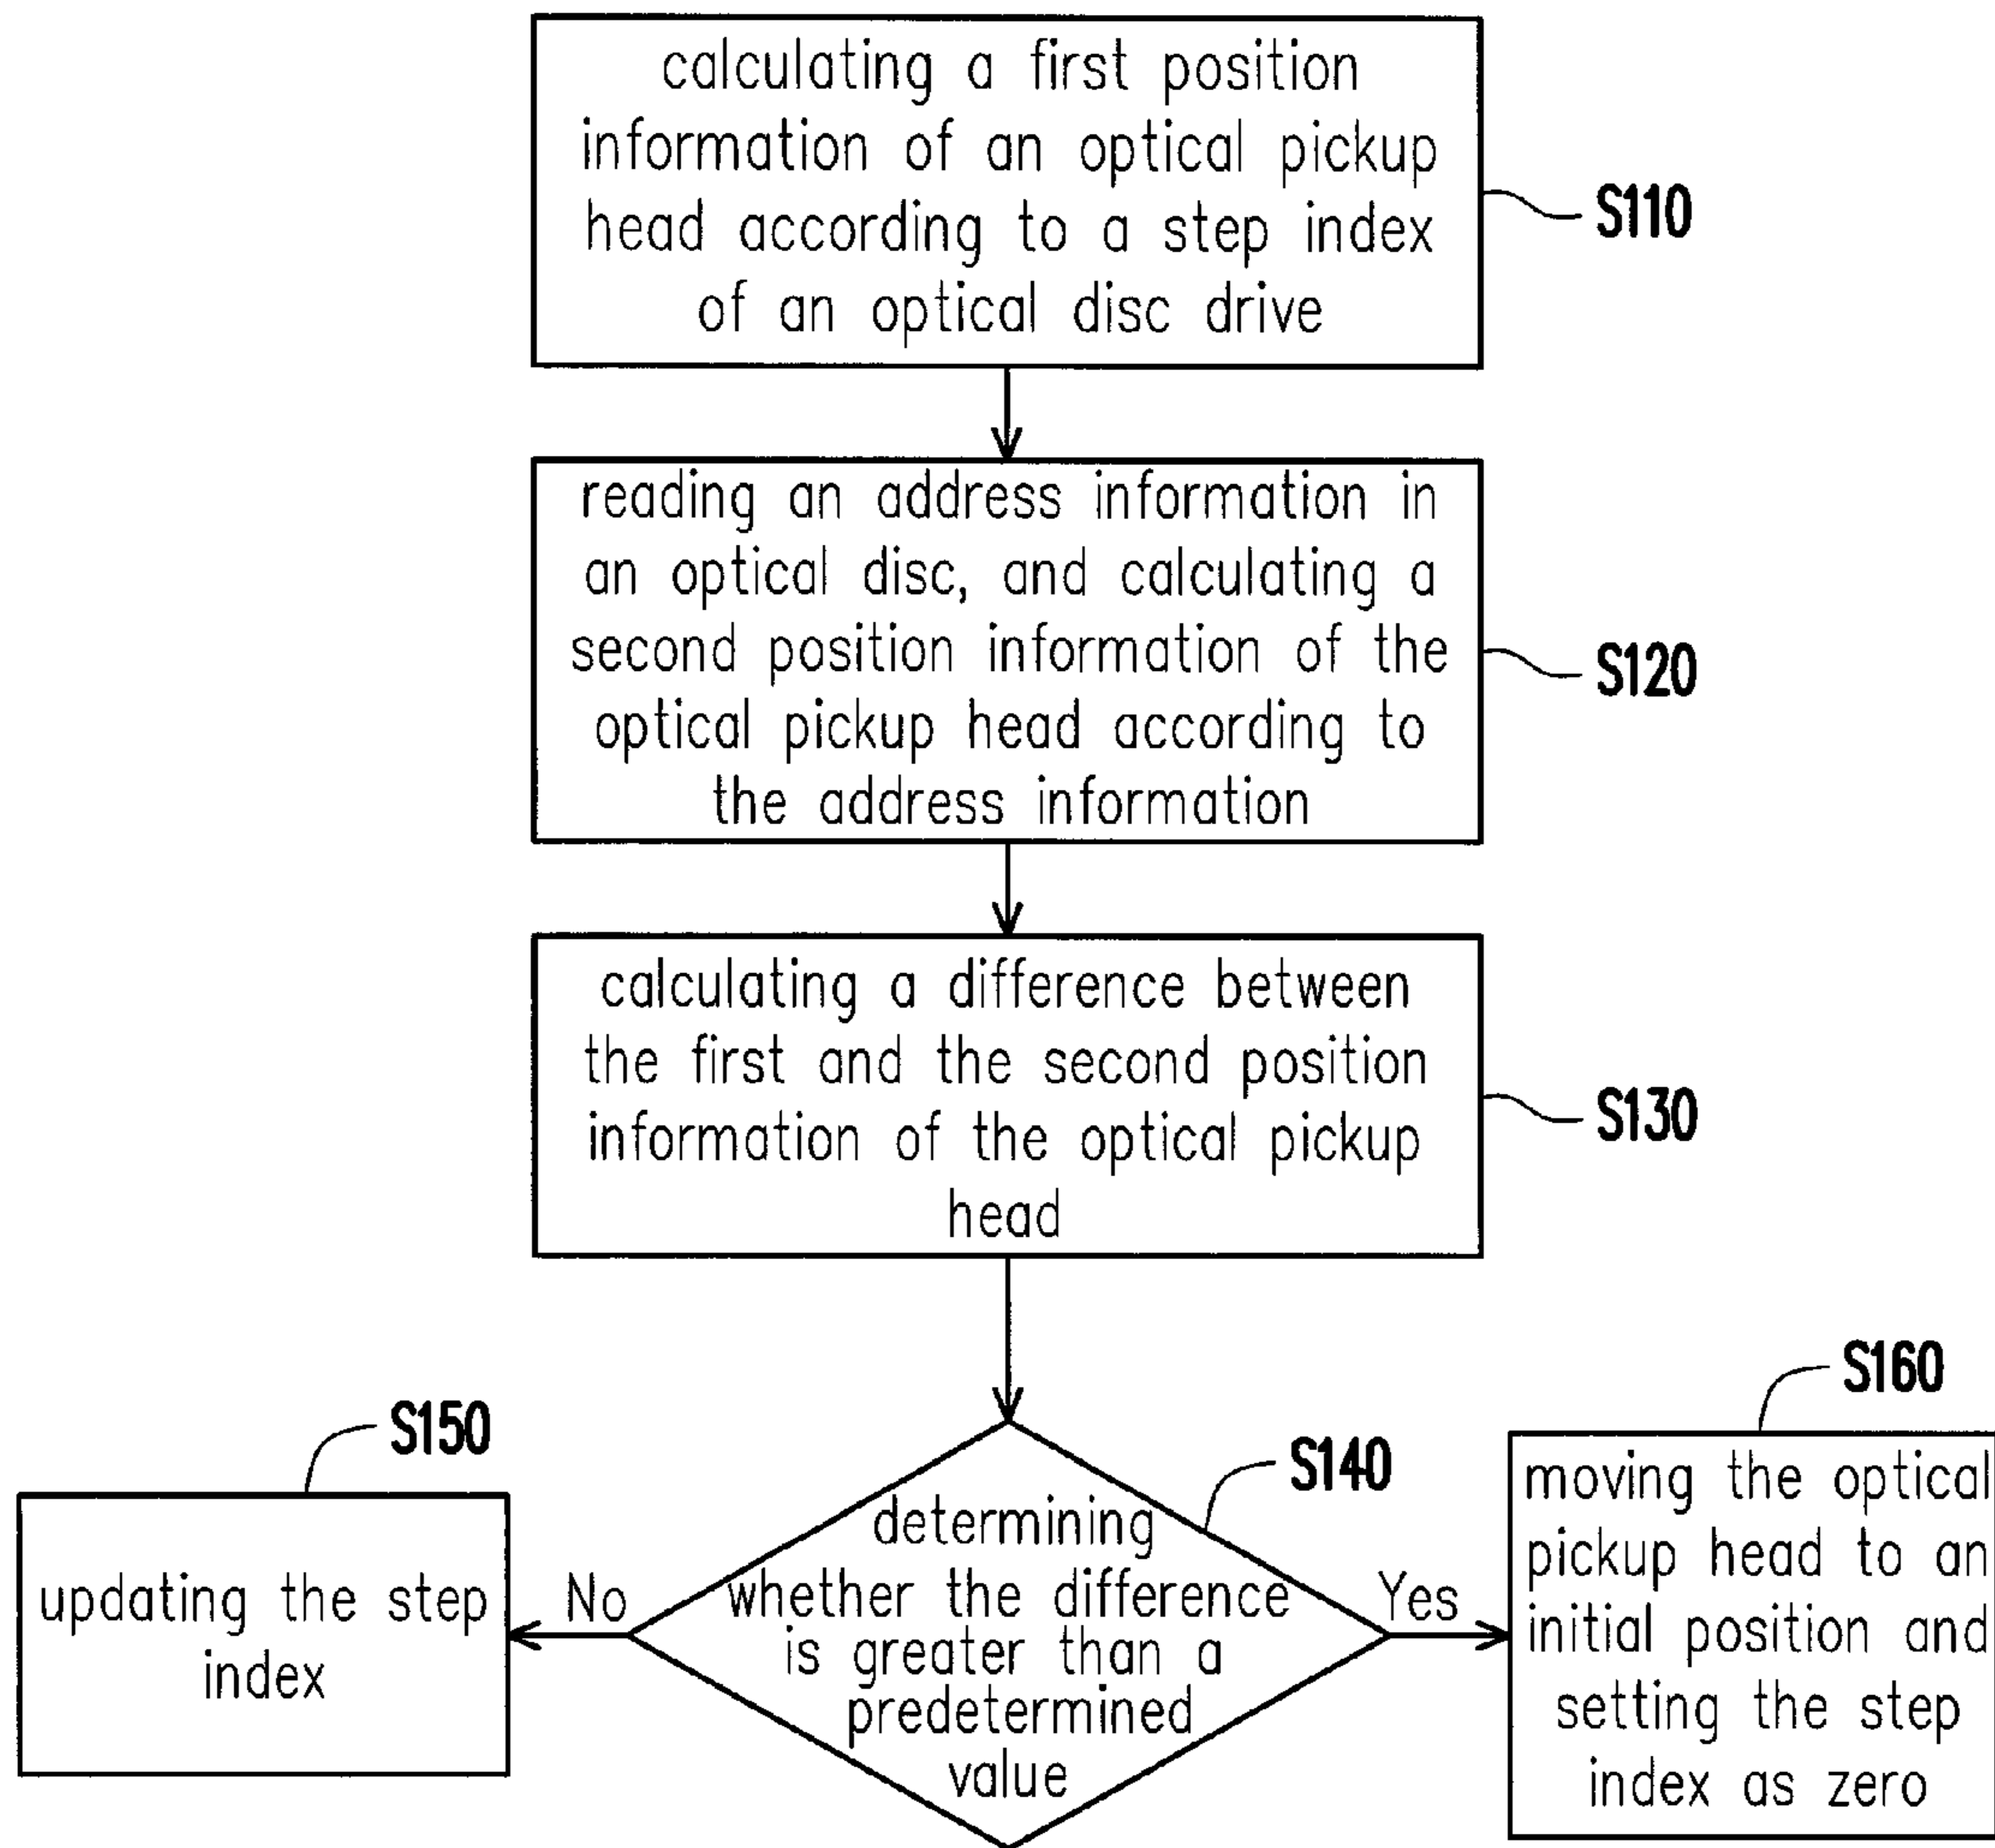 calculating a first position
information of an optical pickup
head according to a step index
of an optical disc drive
S110
reading an address information in
an optical disc, and calculating a
second position information of the
optical pickup head according to
the address information
S120
calculating a difference between
the first and the second position
information of the optical pickup
head
S130
S140
determining
whether the difference
is greater than a
predetermined
value
No
S150
updating the step
index
Yes
S160
moving the optical
pickup head to an
initial position and
setting the step
index as zero